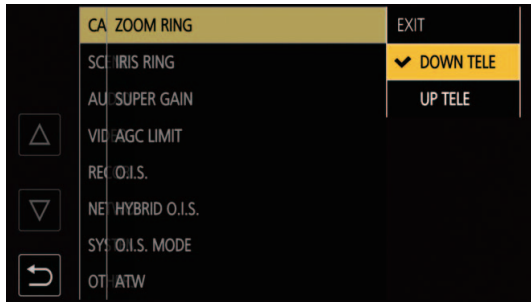 CA ZOOM RING EXIT
SC IRIS RING DOWN TELE
AU SUPER GAIN UP TELE
VID AGC LIMIT
REC O.I.S.
NET HYBRID O.I.S.
SYS O.I.S. MODE
OT ATW